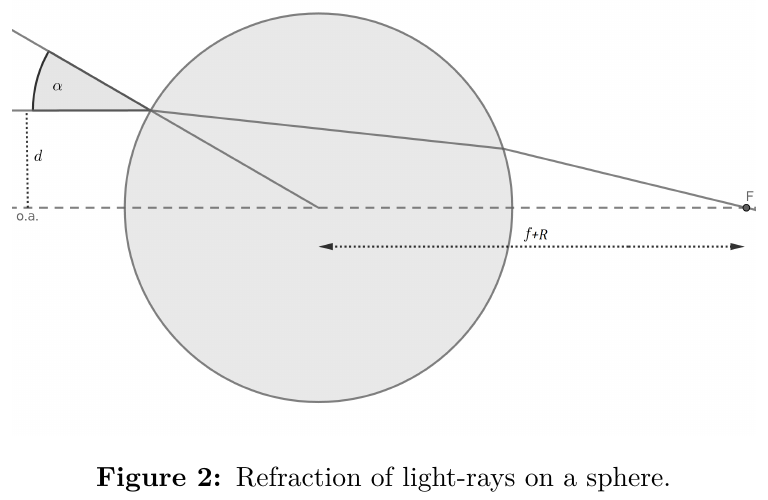 α
d
F
o.a.
f+R
Figure 2: Refraction of light-rays on a sphere.